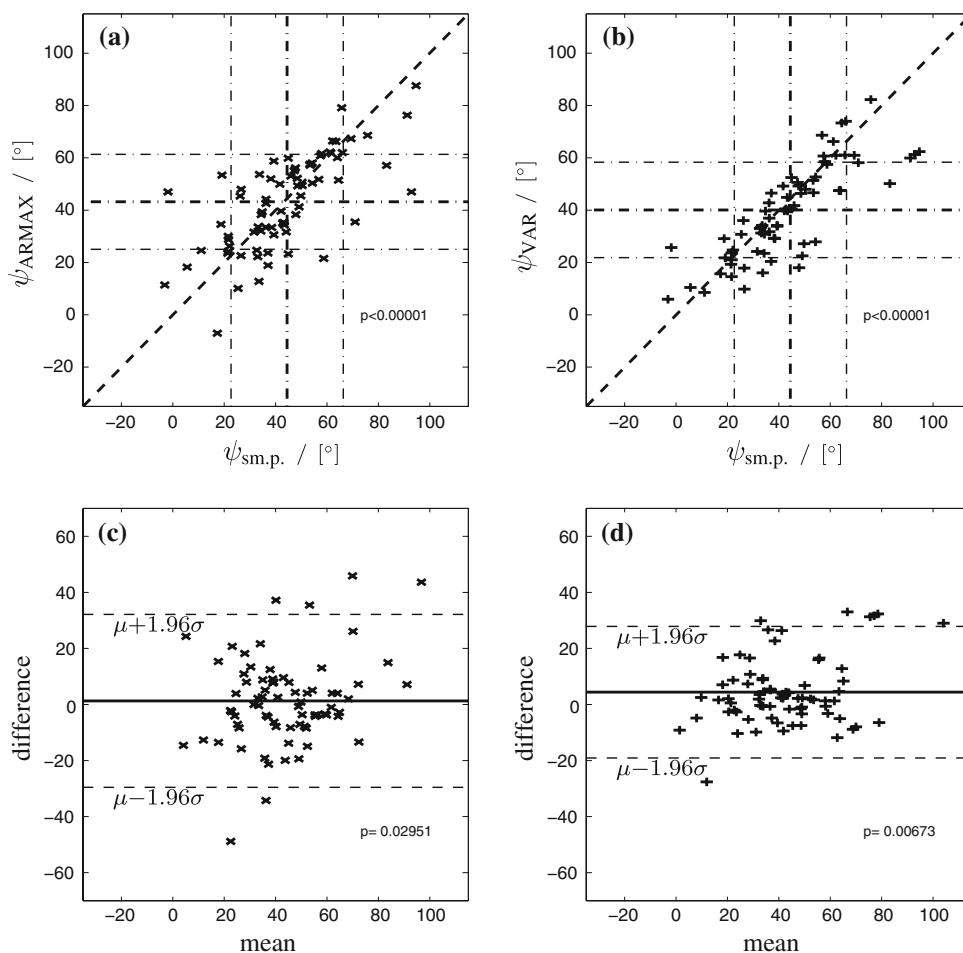 (a)
100
80
60
40
20
0
−20
ψARMAX / [°]
p<0.00001
−20 0 20 40 60 80 100
ψsm.p. / [°]
(b)
100
80
60
40
20
0
−20
ψVAR / [°]
p<0.00001
−20 0 20 40 60 80 100
ψsm.p. / [°]
(c)
60
40
20
0
−20
−40
−60
difference
μ+1.96σ
μ−1.96σ
p= 0.02951
−20 0 20 40 60 80 100
mean
(d)
60
40
20
0
−20
−40
−60
difference
μ+1.96σ
μ−1.96σ
p= 0.00673
−20 0 20 40 60 80 100
mean